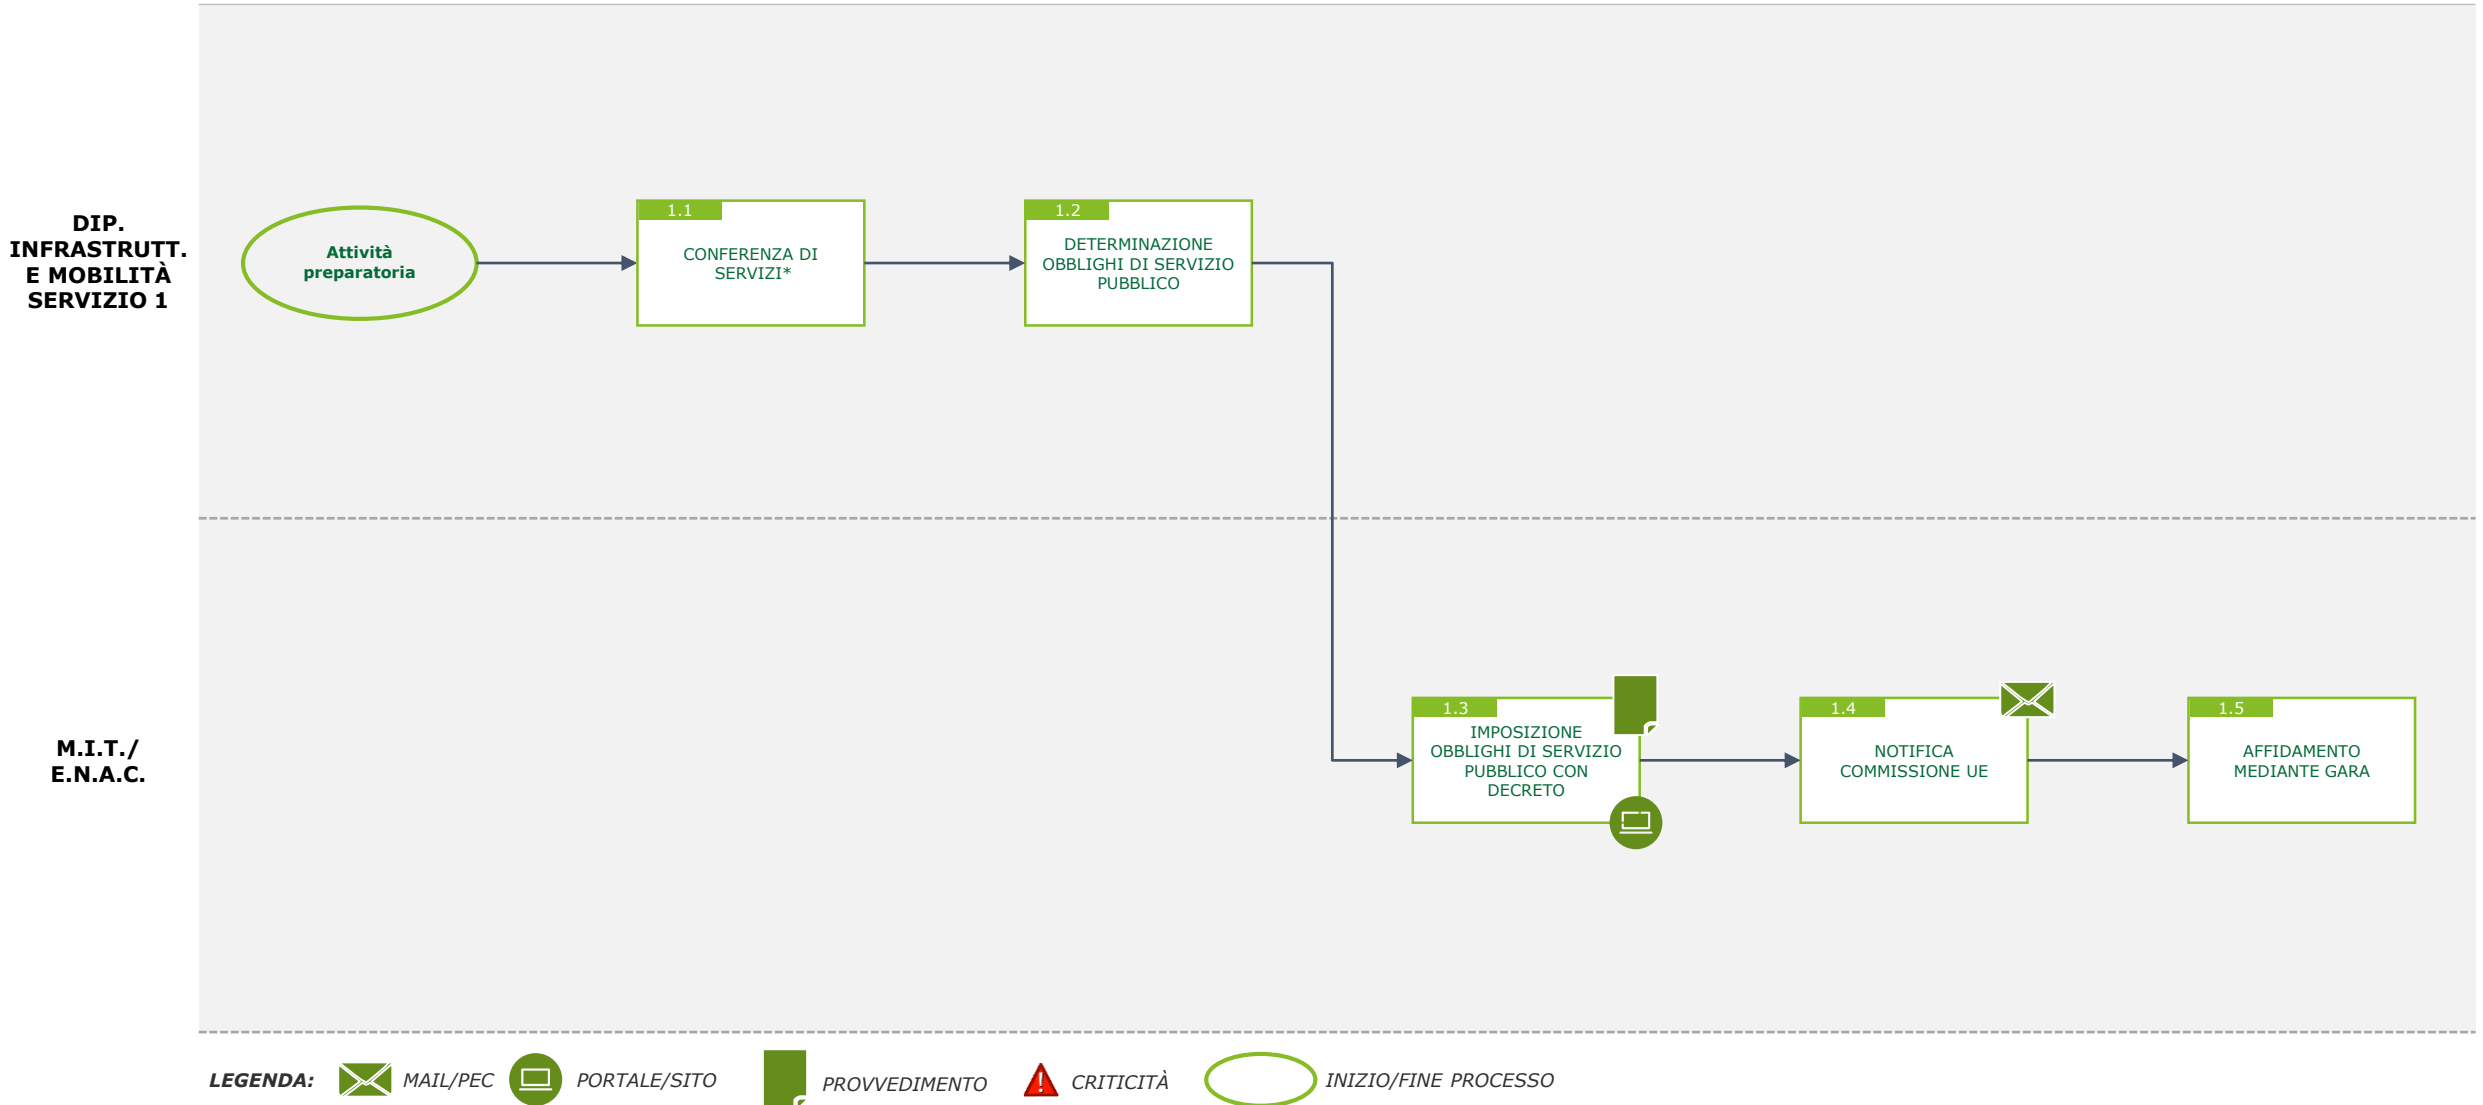 DIP.
INFRASTRUTT.
E MOBILITÀ
SERVIZIO 1
Attività
preparatoria
1.1
CONFERENZA DI
SERVIZI*
1.2
DETERMINAZIONE
OBBLIGHI DI SERVIZIO
PUBBLICO
M.I.T./
E.N.A.C.
1.3
IMPOSIZIONE
OBBLIGHI DI SERVIZIO
PUBBLICO CON
DECRETO
1.4
NOTIFICA
COMMISSIONE UE
1.5
AFFIDAMENTO
MEDIANTE GARA
LEGENDA: MAIL/PEC PORTALE/SITO PROVVEDIMENTO CRITICITÀ INIZIO/FINE PROCESSO